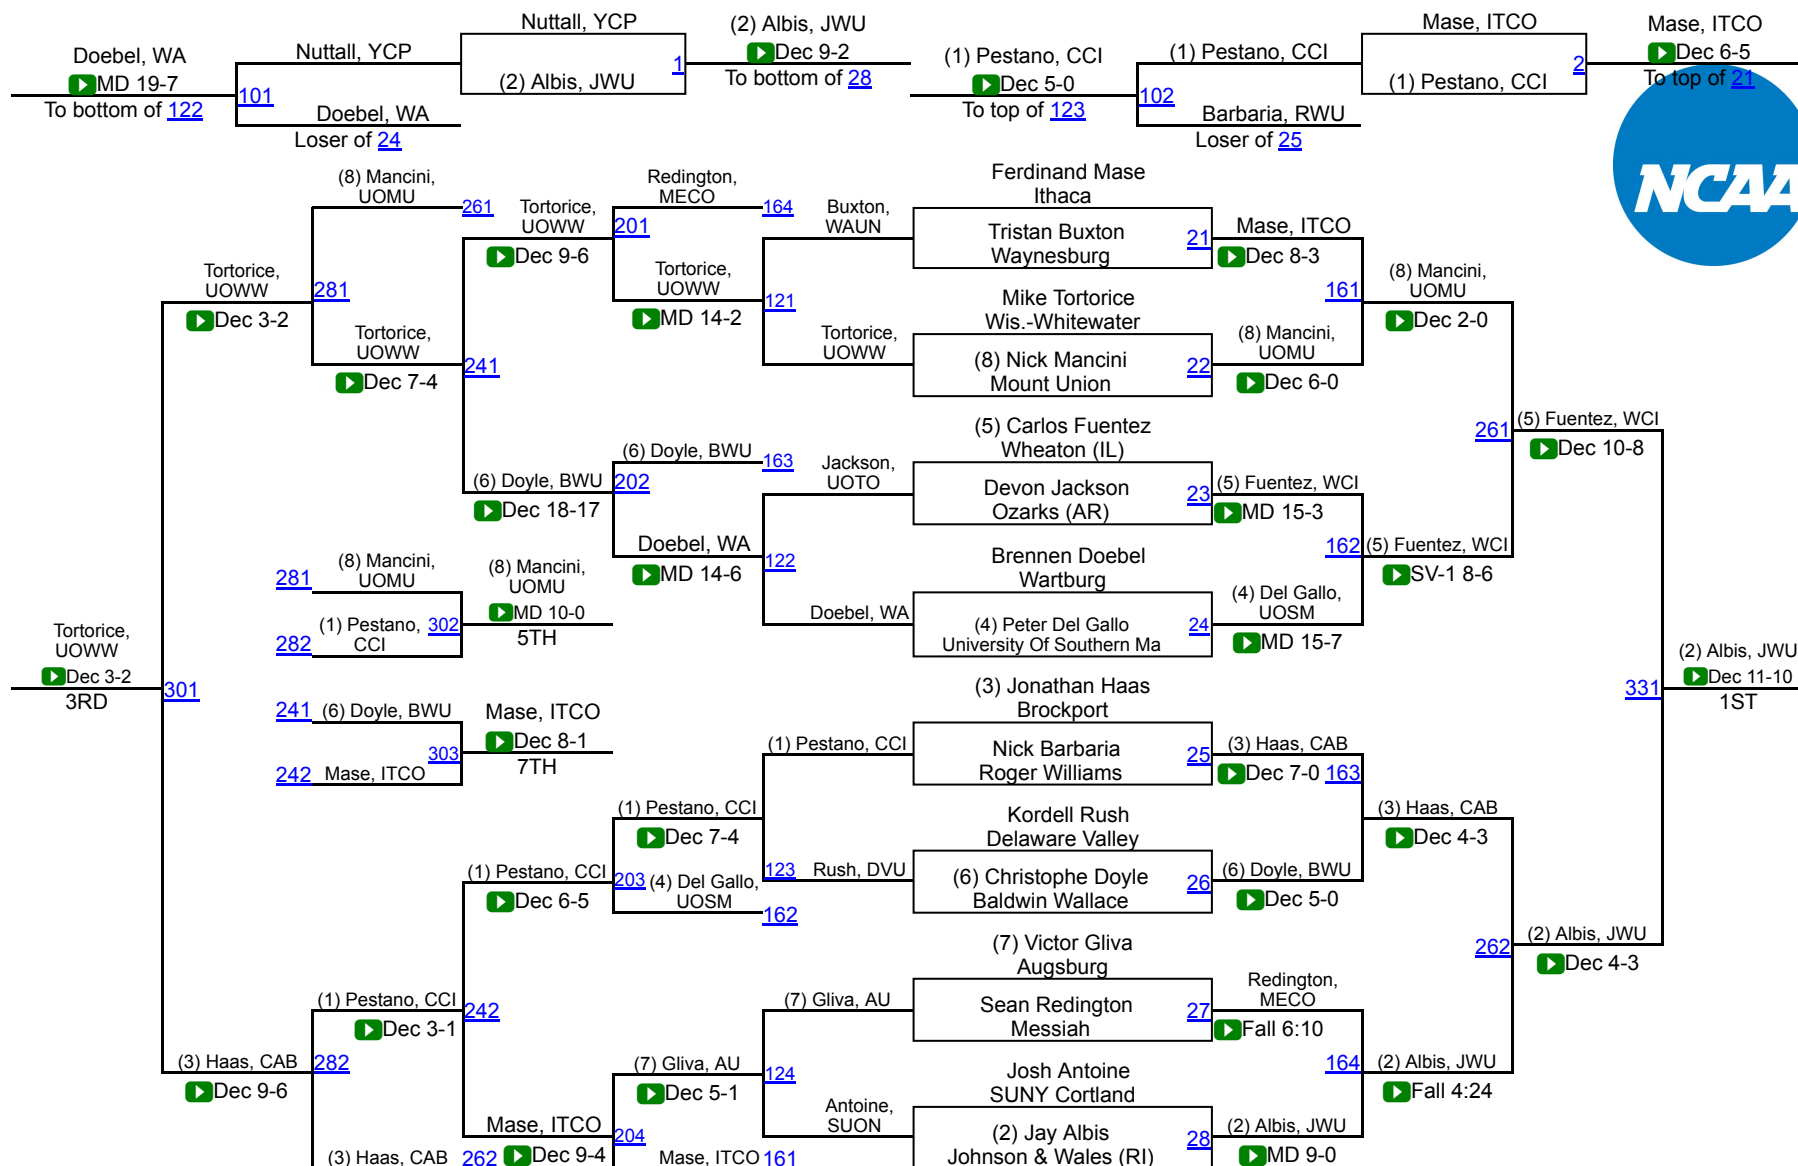 Doebel, WA
MD 19-7
To bottom of 122
Nuttall, YCP
101
Doebel, WA
Loser of 24
Nuttall, YCP
(2) Albis, JWU
1
(2) Albis, JWU
Dec 9-2
To bottom of 28
(1) Pestano, CCI
Dec 5-0
To top of 123
(1) Pestano, CCI
102
Barbaria, RWU
Loser of 25
Mase, ITCO
(1) Pestano, CCI
2
Mase, ITCO
Dec 6-5
To top of 21
NCAA
(8) Mancini,
UOMU
261
Tortorice,
UOWW
Dec 9-6
Redington,
MECO
164
201
Tortorice,
UOWW
MD 14-2
Buxton,
WAUN
121
Tortorice,
UOWW
Ferdinand Mase
Ithaca
Tristan Buxton
Waynesburg
21
Mase, ITCO
Dec 8-3
Mike Tortorice
Wis.-Whitewater
(8) Nick Mancini
Mount Union
22
(8) Mancini,
UOMU
Dec 6-0
161
(8) Mancini,
UOMU
Dec 2-0
Tortorice,
UOWW
Dec 3-2
281
Tortorice,
UOWW
Dec 7-4
241
(6) Doyle, BWU
Dec 18-17
(6) Doyle, BWU
163
202
Doebel, WA
MD 14-6
Jackson,
UOTO
122
Doebel, WA
(5) Carlos Fuentez
Wheaton (IL)
Devon Jackson
Ozarks (AR)
23
(5) Fuentez, WCI
MD 15-3
Brennen Doebel
Wartburg
(4) Peter Del Gallo
University Of Southern Ma
24
(4) Del Gallo,
UOSM
MD 15-7
162
(5) Fuentez, WCI
SV-1 8-6
261
(5) Fuentez, WCI
Dec 10-8
281
(8) Mancini,
UOMU
282
(1) Pestano,
CCI
302
(8) Mancini,
UOMU
MD 10-0
5TH
Tortorice,
UOWW
Dec 3-2
3RD
301
241
(6) Doyle, BWU
242
Mase, ITCO
303
Mase, ITCO
Dec 8-1
7TH
331
(2) Albis, JWU
Dec 11-10
1ST
(1) Pestano, CCI
(1) Pestano, CCI
Dec 7-4
123
Rush, DVU
(3) Jonathan Haas
Brockport
Nick Barbaria
Roger Williams
25
(3) Haas, CAB
Dec 7-0
163
Kordell Rush
Delaware Valley
(6) Christophe Doyle
Baldwin Wallace
26
(6) Doyle, BWU
Dec 5-0
(3) Haas, CAB
Dec 4-3
(1) Pestano, CCI
Dec 6-5
203
(4) Del Gallo,
UOSM
162
262
(2) Albis, JWU
Dec 4-3
(1) Pestano, CCI
Dec 3-1
242
(7) Gliva, AU
(7) Gliva, AU
Dec 5-1
124
Antoine,
SUON
(7) Victor Gliva
Augsburg
Sean Redington
Messiah
27
Redington,
MECO
Fall 6:10
Josh Antoine
SUNY Cortland
(2) Jay Albis
Johnson & Wales (RI)
28
(2) Albis, JWU
MD 9-0
164
(2) Albis, JWU
Fall 4:24
(3) Haas, CAB
Dec 9-6
282
(3) Haas, CAB
262
Mase, ITCO
Dec 9-4
204
Mase, ITCO
161